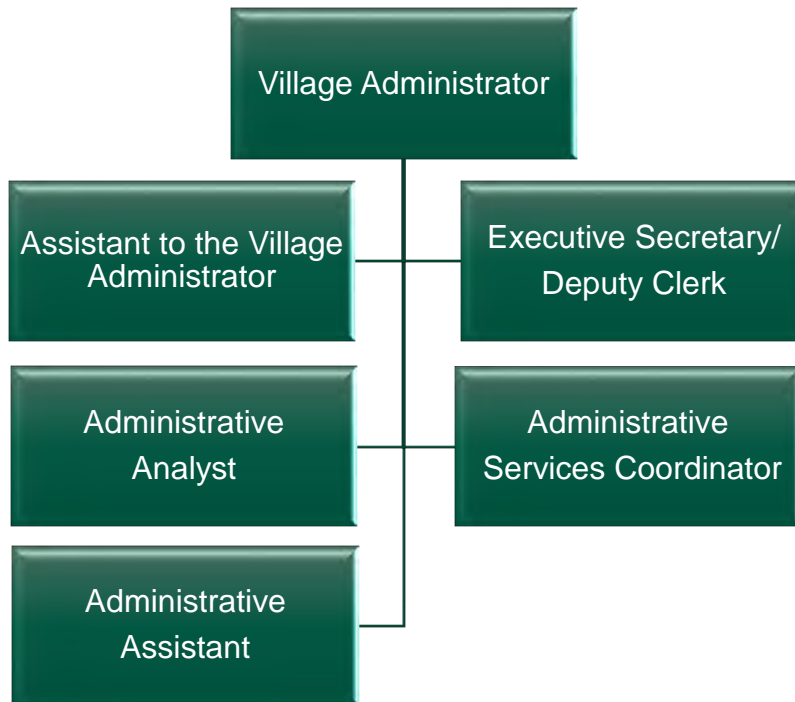 Village Administrator
Assistant to the Village
Administrator
Executive Secretary/
Deputy Clerk
Administrative
Analyst
Administrative
Services Coordinator
Administrative
Assistant